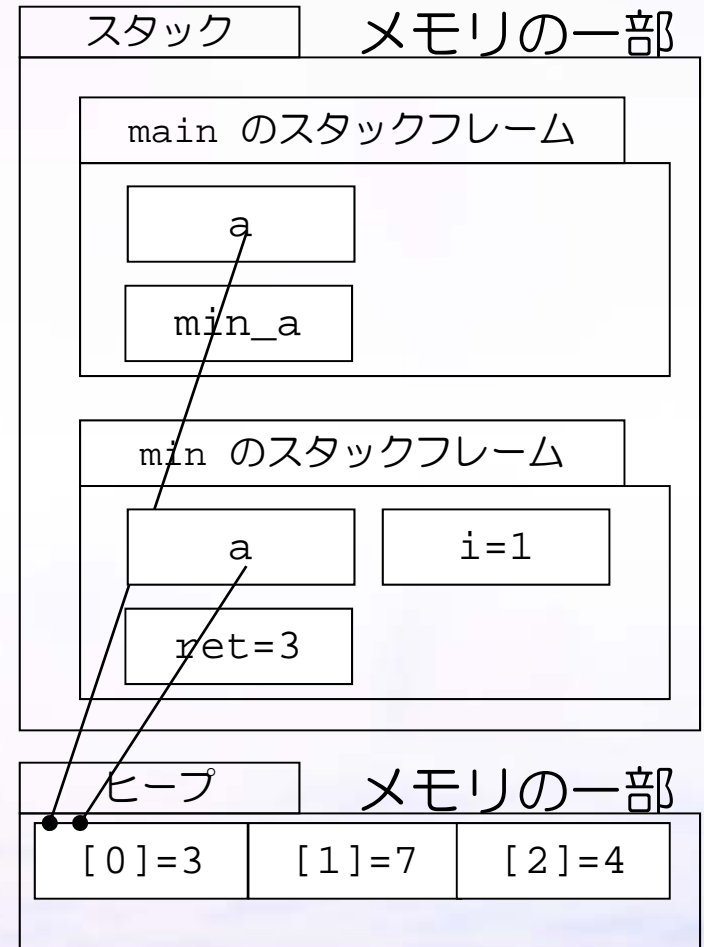 スタック メモリの一部
main のスタックフレーム
a
min_a
min のスタックフレーム
a i=1
ret=3
ヒープ メモリの一部
[0]=3 [1]=7 [2]=4